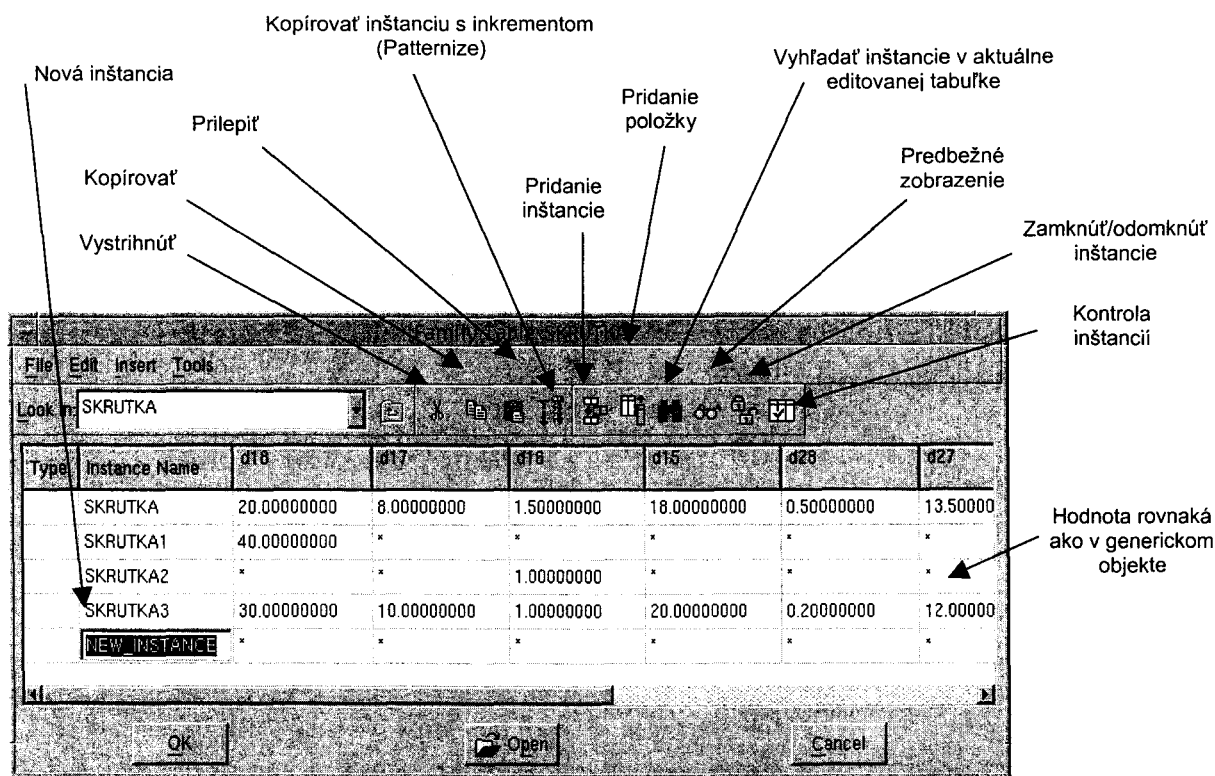 Kopírovať inštanciu s inkrementom
(Patternize)
Nová inštancia
Vyhľadať inštancie v aktuálne
editovanej tabuľke
Pridanie
položky
Prilepiť
Predbežné
zobrazenie
Kopírovať
Pridanie
inštancie
Zamknúť/odomknúť
inštancie
Vystrihnúť
Kontrola
inštancií
File Edit Insert Tools
Look In: SKRUTKA
Type Instance Name d18 d17 d16 d15 d28 d27
SKRUTKA 20.00000000 8.00000000 1.50000000 18.00000000 0.50000000 13.50000
SKRUTKA1 40.00000000 * * * * *
SKRUTKA2 * * 1.00000000 * * *
SKRUTKA3 30.00000000 10.00000000 1.00000000 20.00000000 0.20000000 12.00000
NEW_INSTANCE * * * * * *
Hodnota rovnaká
ako v generickom
objekte
OK Open Cancel